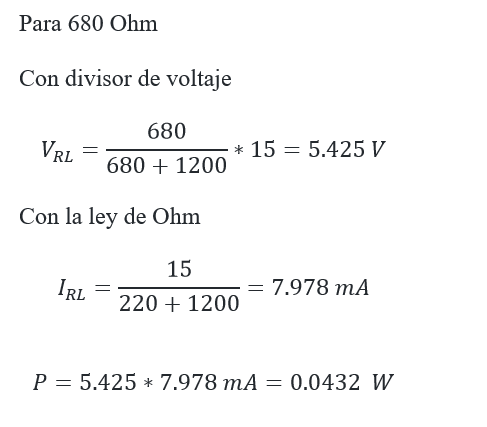 Para 680 Ohm
Con divisor de voltaje
V_{RL} = \frac{680}{680 + 1200} * 15 = 5.425 V
Con la ley de Ohm
I_{RL} = \frac{15}{220 + 1200} = 7.978 mA
P = 5.425 * 7.978 mA = 0.0432 W